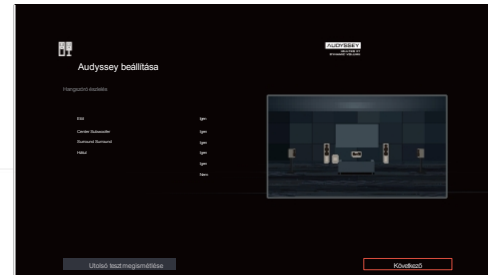 AUDYSSEY
Audyssey beállítása
Hangszóró észlelés
Elöl Igen
Center Subwoofer Igen
Surround Surround Igen
Hátsó Igen
Igen
Nem
Utolsó teszt megismétlése
Következő